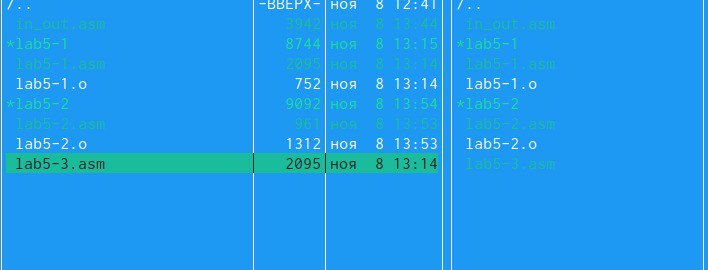 /.. -ВВЕРХ- ноя 8 12:41 /..
in_out.asm 3942 ноя 8 13:44 in_out.asm
*lab5-1 8744 ноя 8 13:15 *lab5-1
lab5-1.asm 2095 ноя 8 13:14 lab5-1.asm
lab5-1.o 752 ноя 8 13:14 lab5-1.o
*lab5-2 9092 ноя 8 13:54 *lab5-2
lab5-2.asm 961 ноя 8 13:53 lab5-2.asm
lab5-2.o 1312 ноя 8 13:53 lab5-2.o
lab5-3.asm 2095 ноя 8 13:14 lab5-3.asm